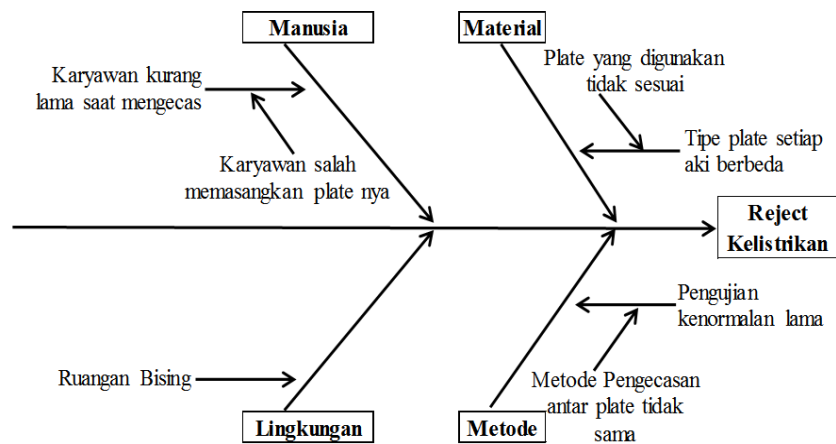 Manusia
Material
Karyawan kurang
lama saat mengecas
Karyawan salah
memasangkan plate nya
Plate yang digunakan
tidak sesuai
Tipe plate setiap
aki berbeda
Reject
Kelistrikan
Ruangan Bising
Pengujian
kenormalan lama
Metode Pengecasan
antar plate tidak
sama
Lingkungan
Metode